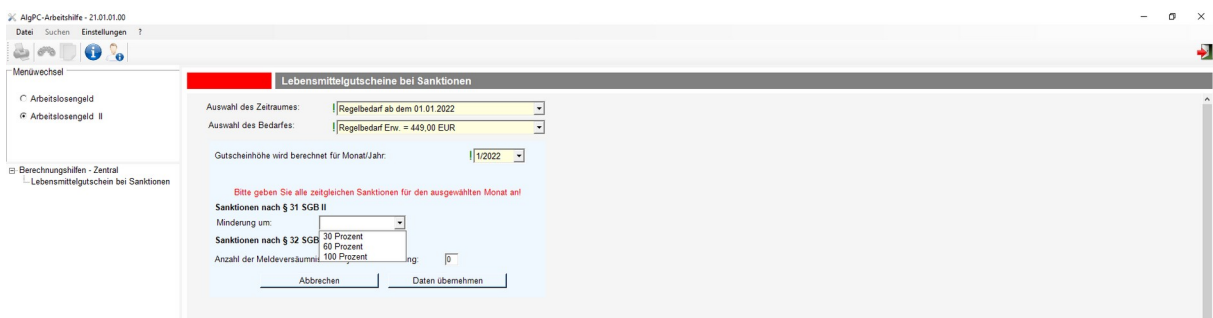 AlgPC-Arbeitshilfe - 21.01.01.00
Datei Suchen Einstellungen ?
Menüwechsel
Arbeitslosengeld
Arbeitslosengeld II
Berechnungshilfen - Zentral
Lebensmittelgutschein bei Sanktionen
Lebensmittelgutscheine bei Sanktionen
Auswahl des Zeitraumes: Regelbedarf ab dem 01.01.2022
Auswahl des Bedarfes: Regelbedarf Erw. = 449,00 EUR
Gutscheinhöhe wird berechnet für Monat/Jahr: 1/2022
Bitte geben Sie alle zeitgleichen Sanktionen für den ausgewählten Monat an!
Sanktionen nach § 31 SGB II
Minderung um:
30 Prozent
Sanktionen nach § 32 SGB
60 Prozent
100 Prozent
Anzahl der Meldeversäumnis ng: 0
Abbrechen Daten übernehmen